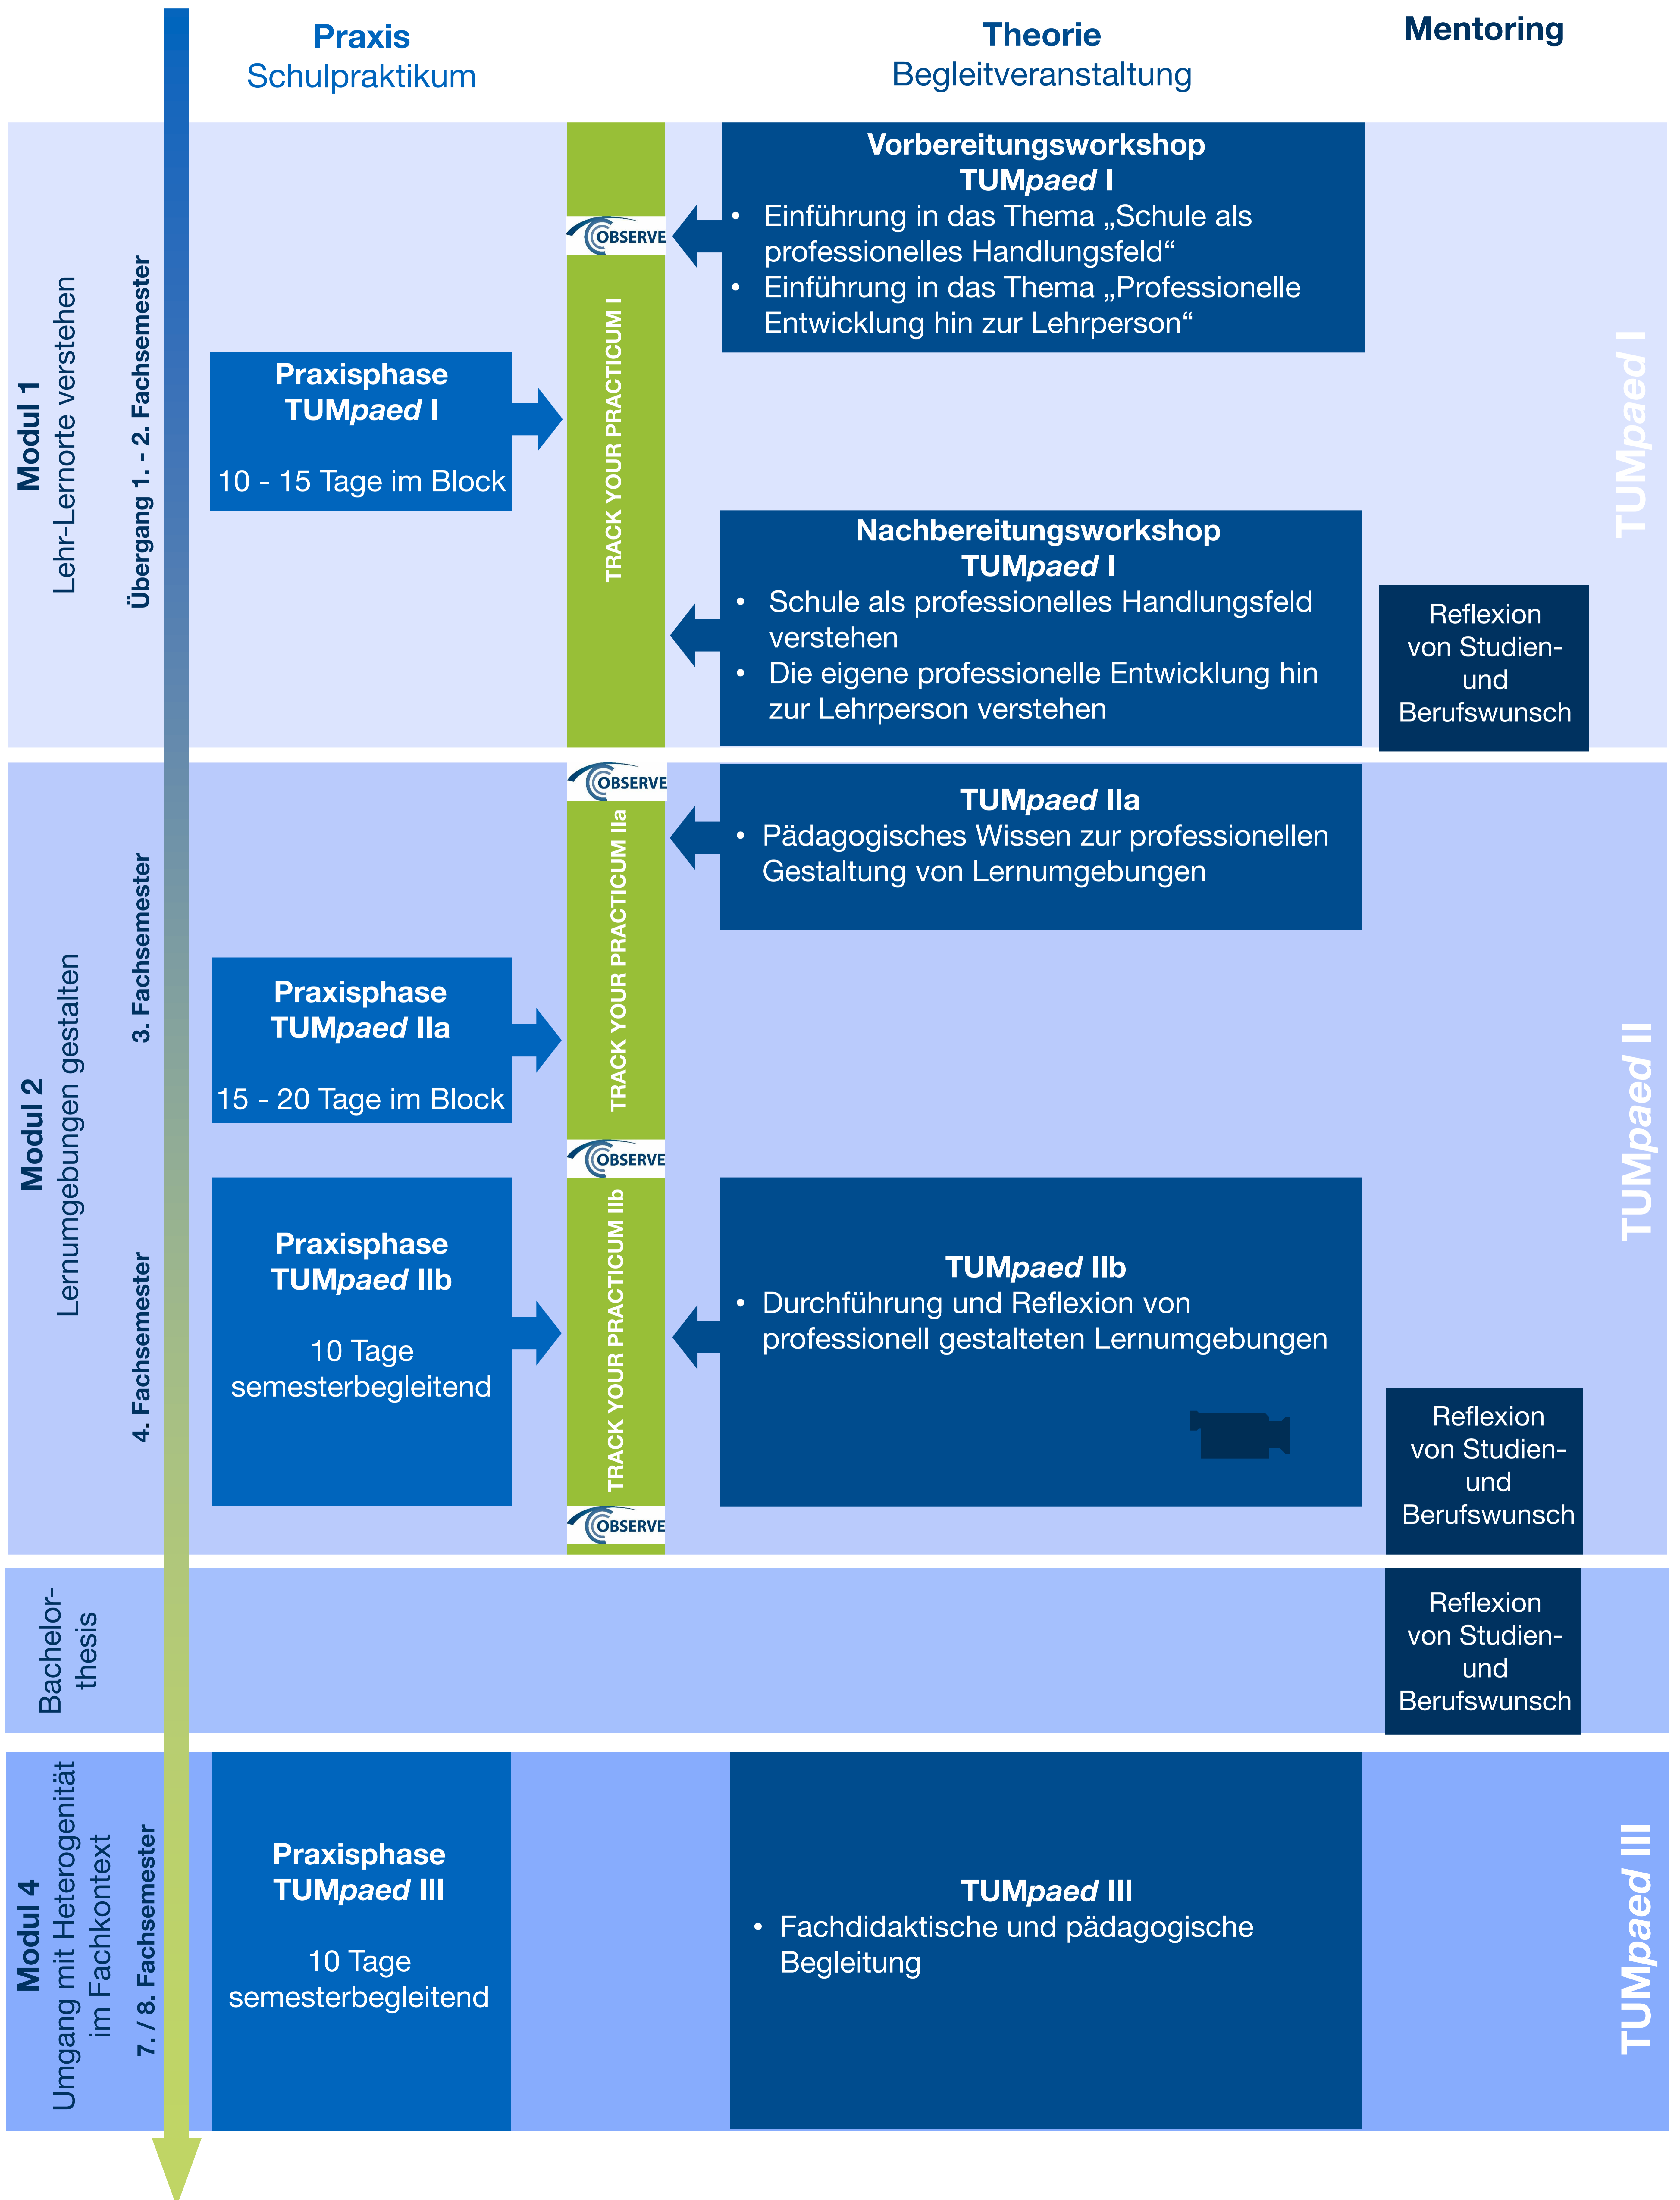 Praxis
Schulpraktikum
Theorie
Begleitveranstaltung
Mentoring
Modul 1
Lehr-Lernorte verstehen
Übergang 1. - 2. Fachsemester
Vorbereitungsworkshop
TUMpaed I
• Einführung in das Thema „Schule als
professionelles Handlungsfeld“
• Einführung in das Thema „Professionelle
Entwicklung hin zur Lehrperson“
OBSERVE
TRACK YOUR PRACTICUM I
Praxisphase
TUMpaed I
10 - 15 Tage im Block
Nachbereitungsworkshop
TUMpaed I
• Schule als professionelles Handlungsfeld
verstehen
• Die eigene professionelle Entwicklung hin
zur Lehrperson verstehen
Reflexion
von Studien-
und
Berufswunsch
TUMpaed I
Modul 2
Lernumgebungen gestalten
3. Fachsemester
OBSERVE
TRACK YOUR PRACTICUM IIa
TUMpaed IIa
• Pädagogisches Wissen zur professionellen
Gestaltung von Lernumgebungen
Praxisphase
TUMpaed IIa
15 - 20 Tage im Block
OBSERVE
4. Fachsemester
Praxisphase
TUMpaed IIb
10 Tage
semesterbegleitend
TRACK YOUR PRACTICUM IIb
TUMpaed IIb
• Durchführung und Reflexion von
professionell gestalteten Lernumgebungen
OBSERVE
Reflexion
von Studien-
und
Berufswunsch
TUMpaed II
Bachelor-
thesis
Reflexion
von Studien-
und
Berufswunsch
Modul 4
Umgang mit Heterogenität
im Fachkontext
7. / 8. Fachsemester
Praxisphase
TUMpaed III
10 Tage
semesterbegleitend
TUMpaed III
• Fachdidaktische und pädagogische
Begleitung
TUMpaed III